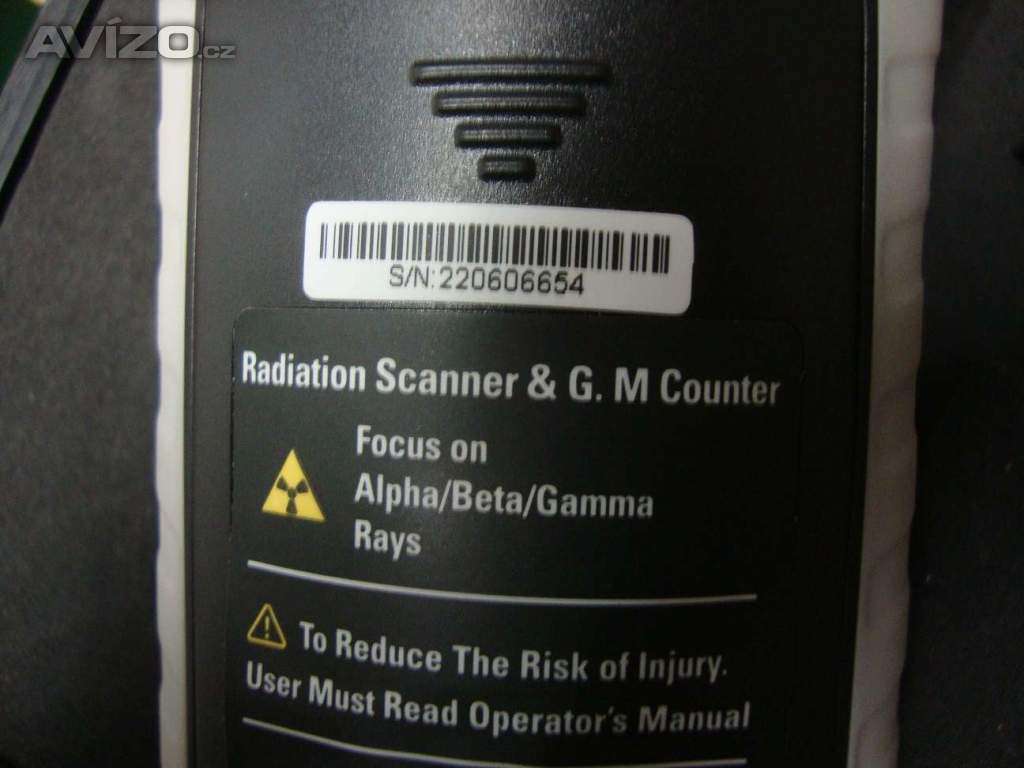 AVÍZO.cz
S/N:220606654
Radiation Scanner & G. M Counter
Focus on
Alpha/Beta/Gamma
Rays
To Reduce The Risk of Injury.
User Must Read Operator's Manual